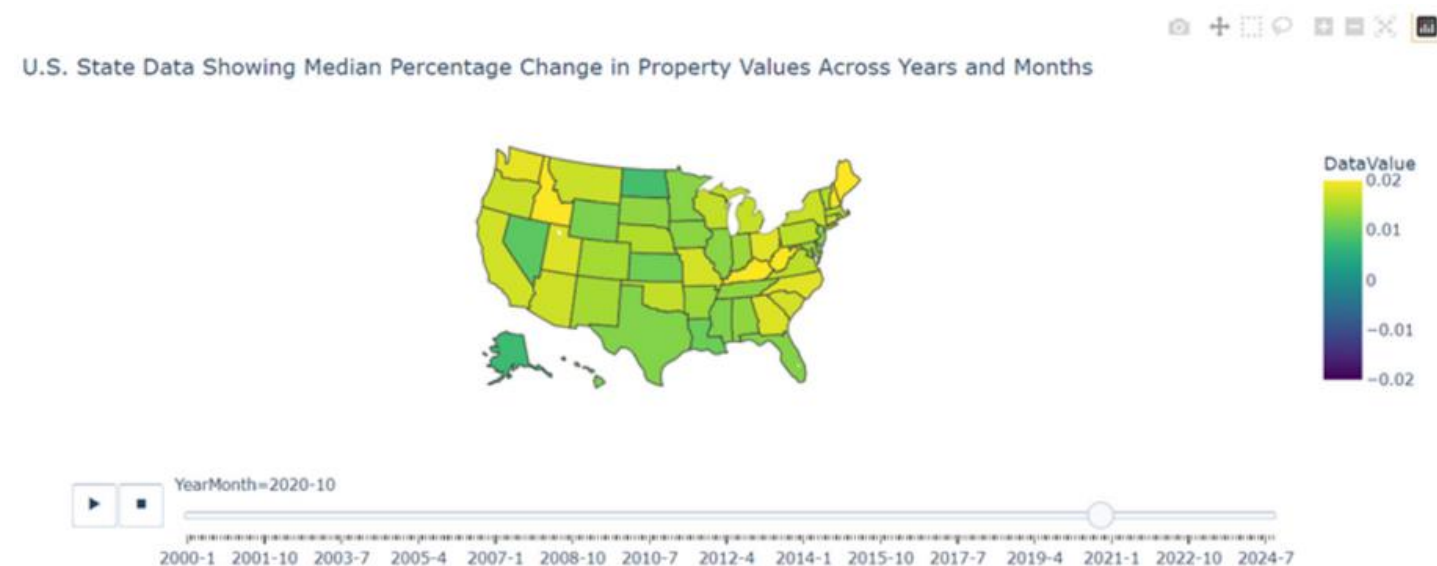 U.S. State Data Showing Median Percentage Change in Property Values Across Years and Months
DataValue
0.02
0.01
0
−0.01
−0.02
YearMonth=2020-10
2000-1 2001-10 2003-7 2005-4 2007-1 2008-10 2010-7 2012-4 2014-1 2015-10 2017-7 2019-4 2021-1 2022-10 2024-7